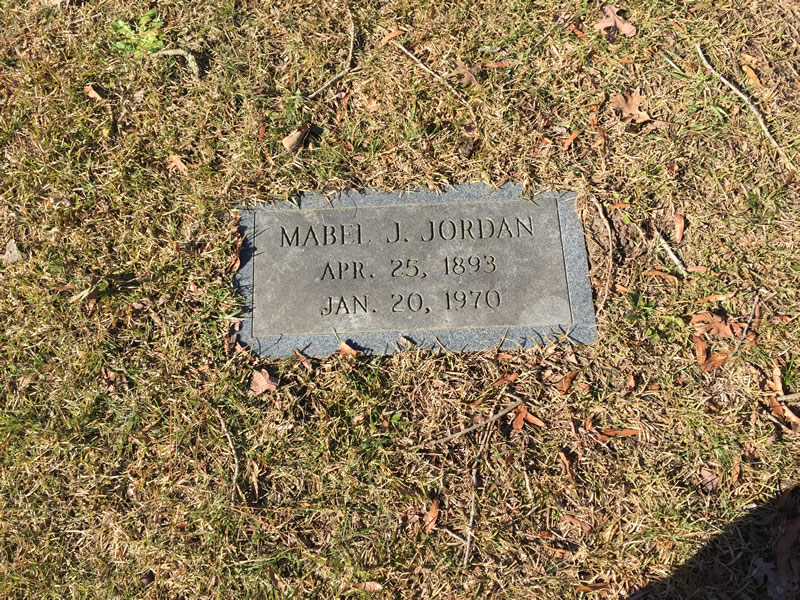 MABEL J. JORDAN
APR. 25, 1893
JAN. 20, 1970